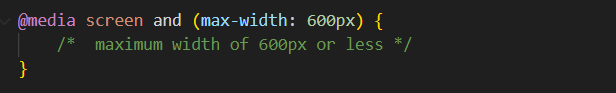 @media screen and (max-width: 600px) {
    /*  maximum width of 600px or less */
}